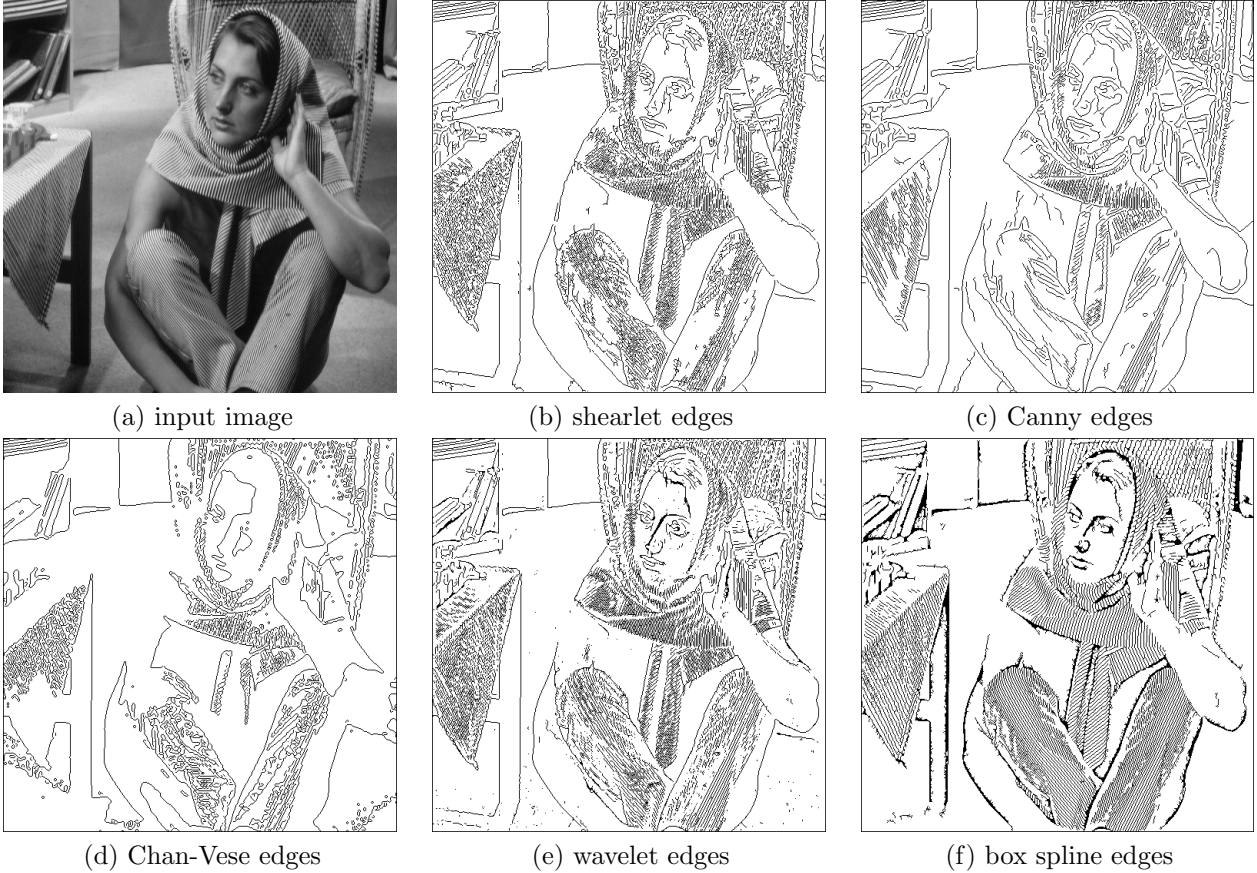 (a) input image
(b) shearlet edges
(c) Canny edges
(d) Chan-Vese edges
(e) wavelet edges
(f) box spline edges